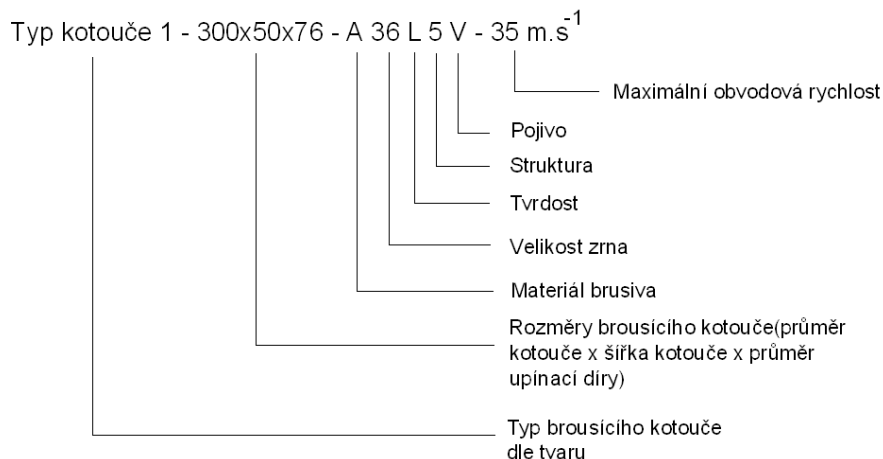 Typ kotouče 1 - 300x50x76 - A 36 L 5 V - 35 m.s-1
Maximální obvodová rychlost
Pojivo
Struktura
Tvrdost
Velikost zrna
Materiál brusiva
Rozměry brousícího kotouče(průměr
kotouče x šířka kotouče x průměr
upínací díry)
Typ brousícího kotouče
dle tvaru